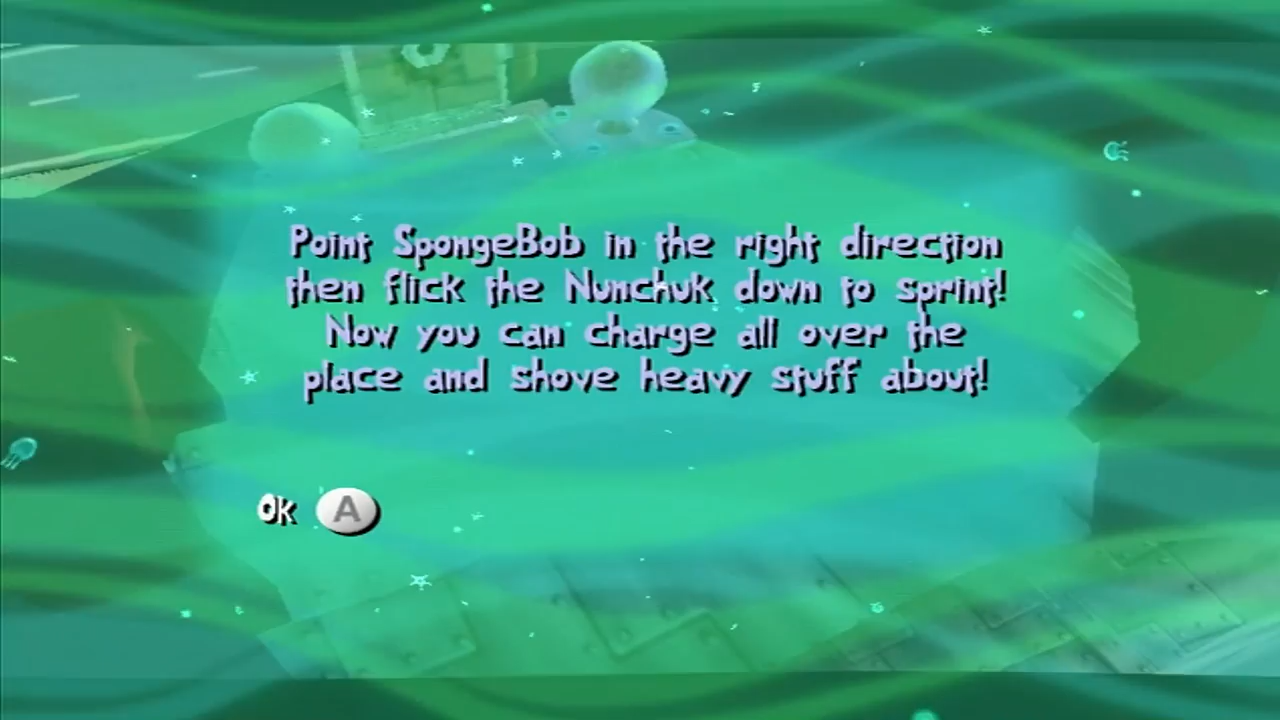 Point SpongeBob in the right direction
then flick the Nunchuk down to sprint!
Now you can charge all over the
place and shove heavy stuff about!
OK A